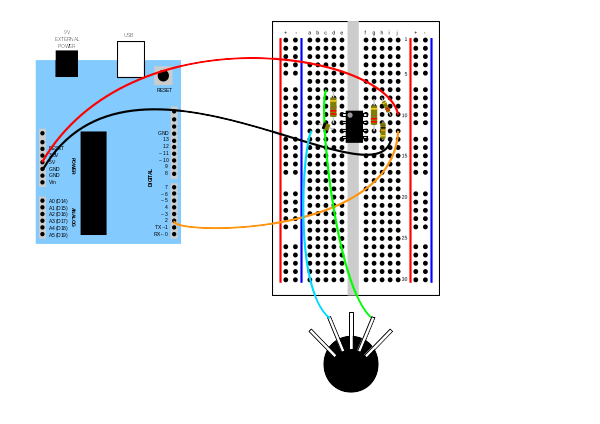 9V
EXTERNAL
POWER
USB
RESET
RESET
3V3
5V
GND
GND
Vin
POWER
A0 (D14)
A1 (D15)
A2 (D16)
A3 (D17)
A4 (D18)
A5 (D19)
ANALOG
GND
13
12
~ 11
~ 10
~ 9
8
DIGITAL
7
~ 6
~ 5
4
~ 3
2
TX→1
RX←0
+ - a b c d e f g h i j + -
1
5
10
15
20
25
30